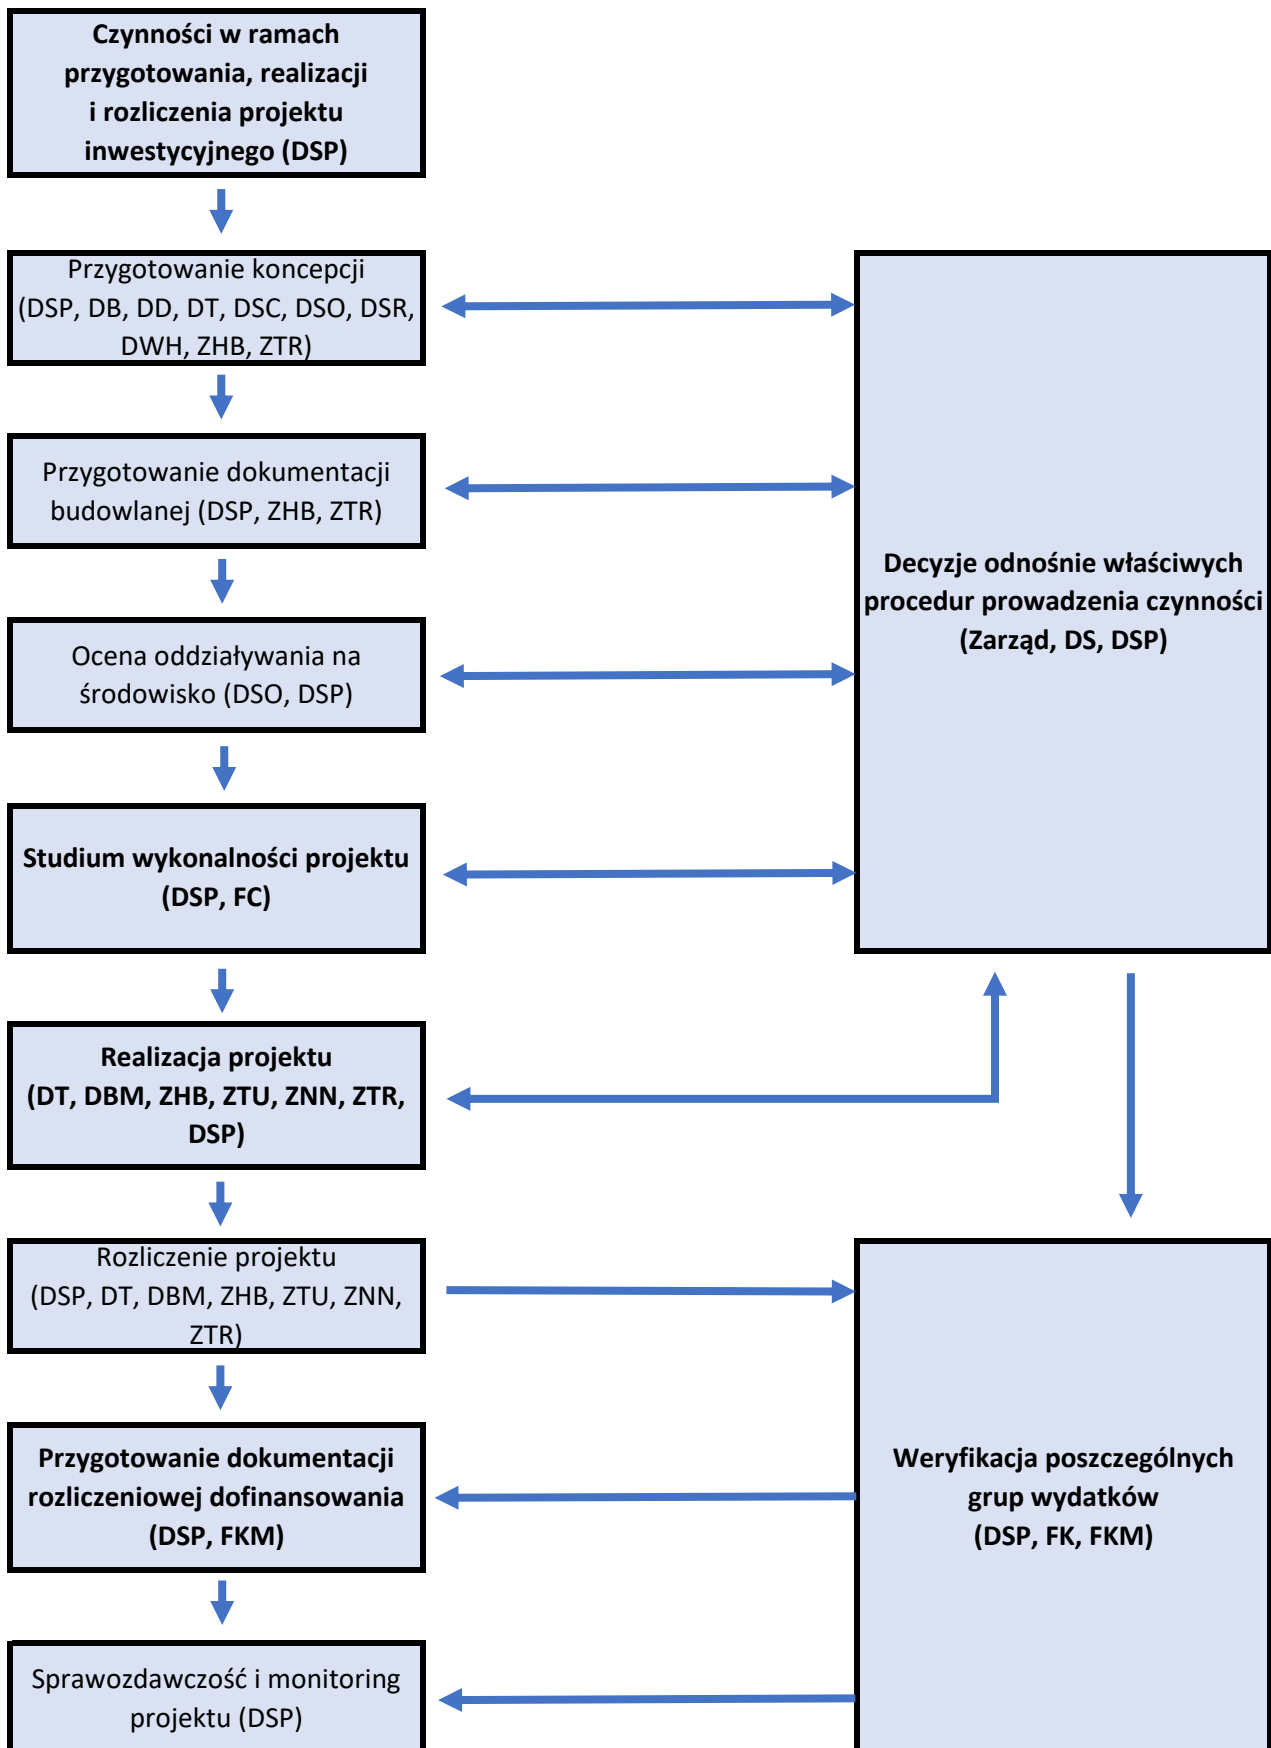 Czynności w ramach
przygotowania, realizacji
i rozliczenia projektu
inwestycyjnego (DSP)
Przygotowanie koncepcji
(DSP, DB, DD, DT, DSC, DSO, DSR,
DWH, ZHB, ZTR)
Przygotowanie dokumentacji
budowlanej (DSP, ZHB, ZTR)
Ocena oddziaływania na
środowisko (DSO, DSP)
Studium wykonalności projektu
(DSP, FC)
Realizacja projektu
(DT, DBM, ZHB, ZTU, ZNN, ZTR,
DSP)
Rozliczenie projektu
(DSP, DT, DBM, ZHB, ZTU, ZNN,
ZTR)
Przygotowanie dokumentacji
rozliczeniowej dofinansowania
(DSP, FKM)
Sprawozdawczość i monitoring
projektu (DSP)
Decyzje odnośnie właściwych
procedur prowadzenia czynności
(Zarząd, DS, DSP)
Weryfikacja poszczególnych
grup wydatków
(DSP, FK, FKM)